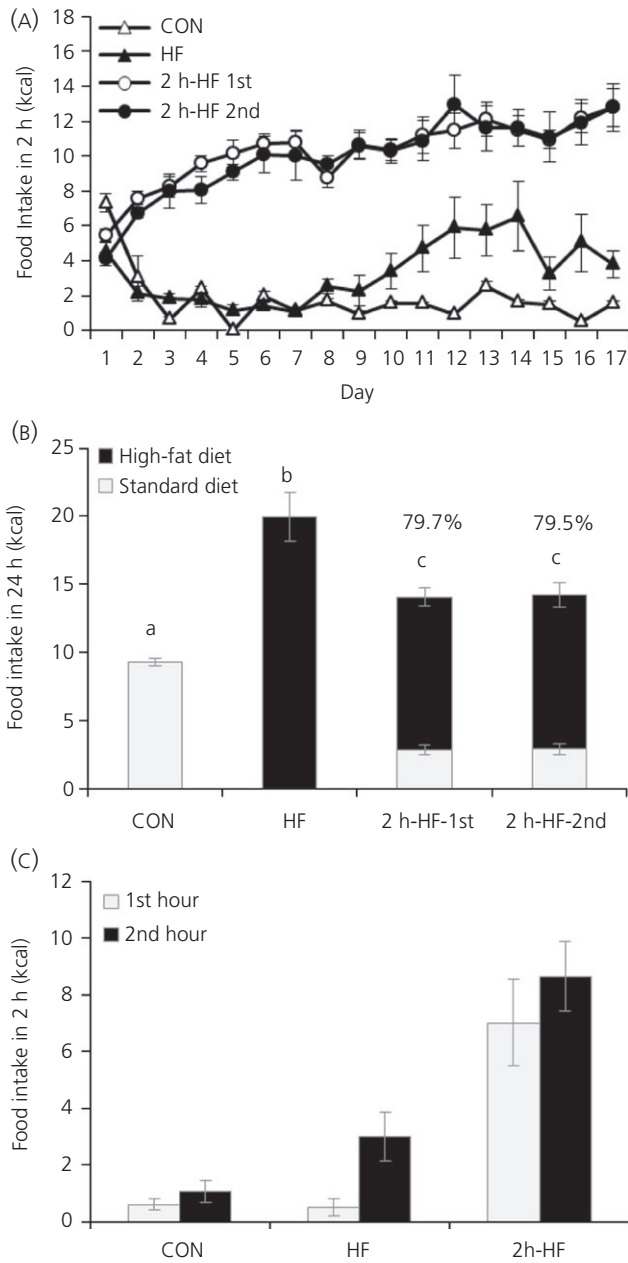 (A)
18
16
14
12
10
8
6
4
2
0
Food Intake in 2 h (kcal)
CON
HF
2 h-HF 1st
2 h-HF 2nd
1 2 3 4 5 6 7 8 9 10 11 12 13 14 15 16 17
Day
(B)
25
20
15
10
5
0
Food intake in 24 h (kcal)
High-fat diet
Standard diet
a
b
79.7%
c
79.5%
c
CON HF 2 h-HF-1st 2 h-HF-2nd
(C)
12
10
8
6
4
2
0
Food intake in 2 h (kcal)
1st hour
2nd hour
CON HF 2h-HF